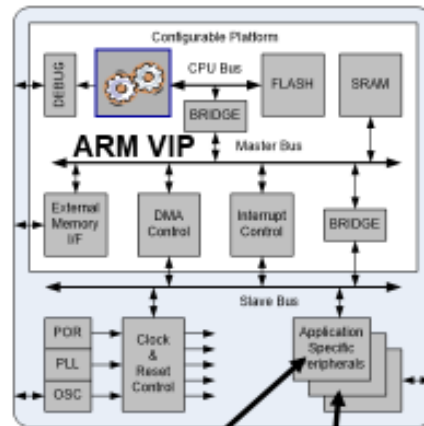 Configurable Platform
DEBUG
CPU Bus
FLASH
SRAM
BRIDGE
ARM VIP
Master Bus
External
Memory
I/F
DMA
Control
Interrupt
Control
BRIDGE
Slave Bus
POR
PLL
OSC
Clock
&
Reset
Control
Application
Specific
Peripherals